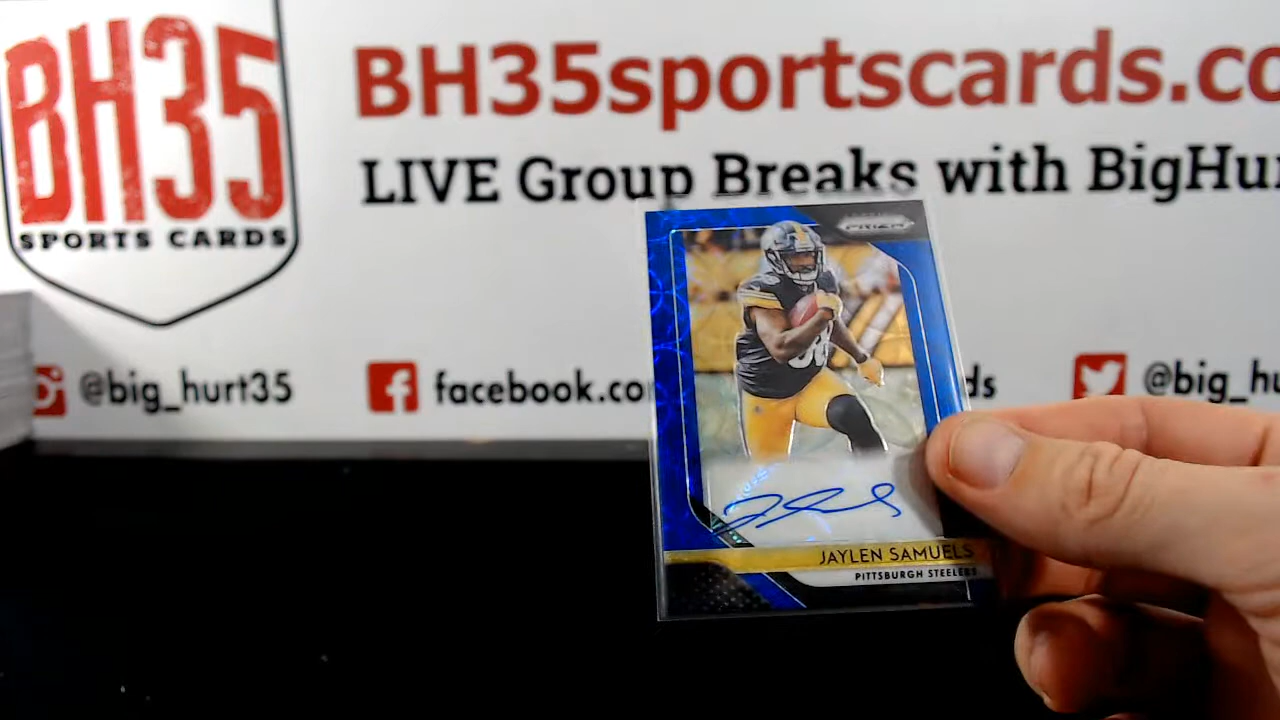 BH35
SPORTS CARDS
BH35sportscards.co
LIVE Group Breaks with BigHu
@big_hurt35
facebook.co
ds
@big_hu
PRIZM
JAYLEN SAMUELS
PITTSBURGH STEELERS